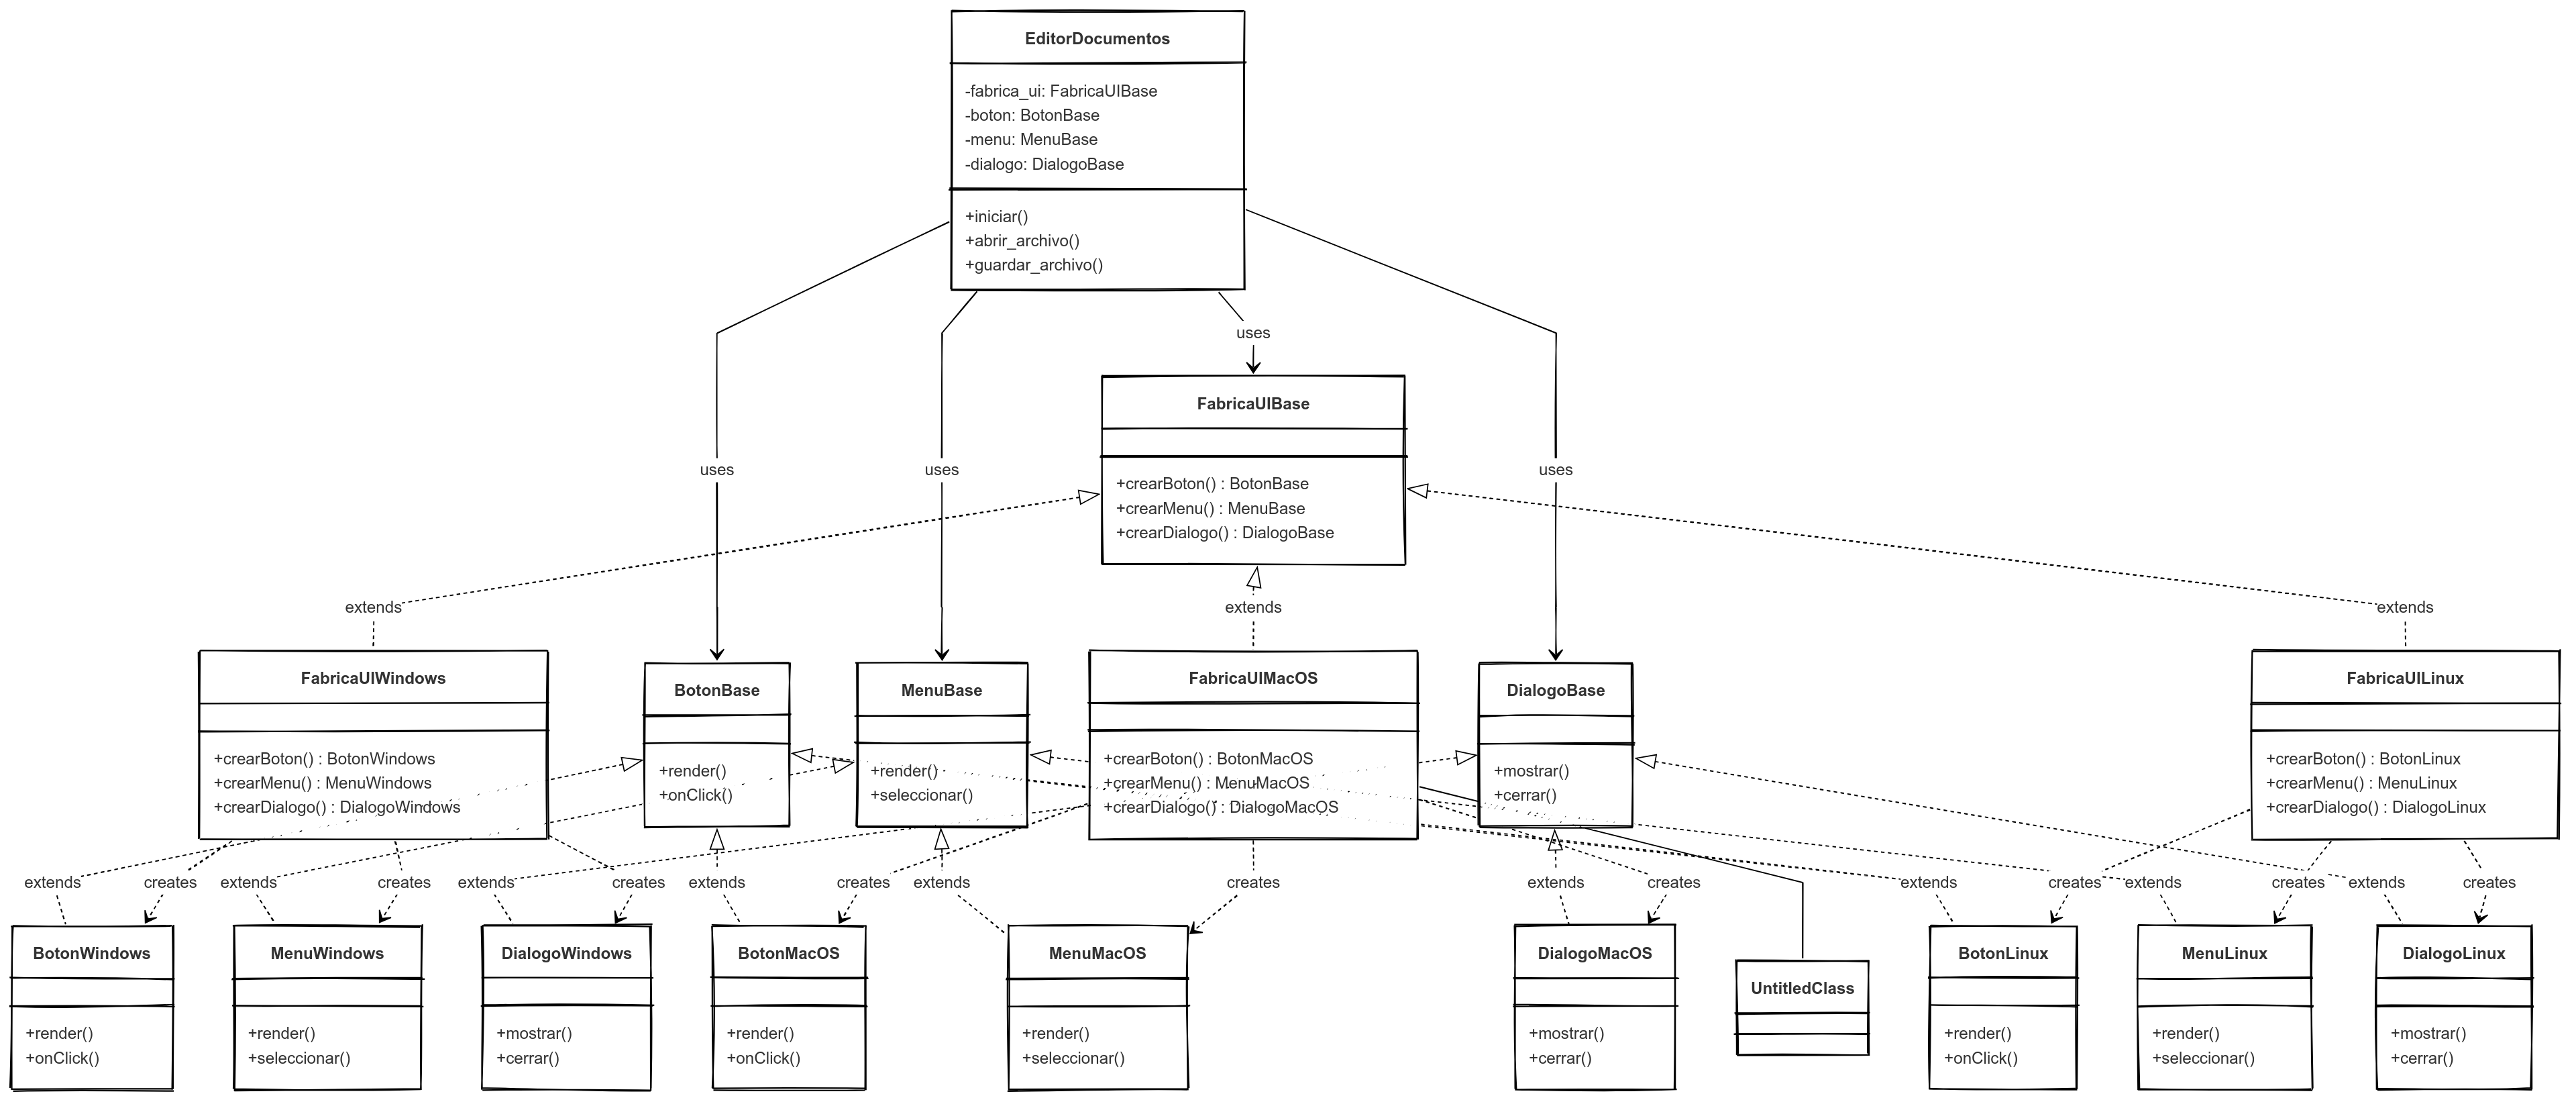 EditorDocumentos
-fabrica_ui: FabricaUIBase
-boton: BotonBase
-menu: MenuBase
-dialogo: DialogoBase
+iniciar()
+abrir_archivo()
+guardar_archivo()
uses
uses
uses
uses
FabricaUIBase
+crearBoton() : BotonBase
+crearMenu() : MenuBase
+crearDialogo() : DialogoBase
extends
extends
extends
FabricaUIWindows
+crearBoton() : BotonWindows
+crearMenu() : MenuWindows
+crearDialogo() : DialogoWindows
BotonBase
+render()
+onClick()
MenuBase
+render()
+seleccionar()
FabricaUIMacOS
+crearBoton() : BotonMacOS
+crearMenu() : MenuMacOS
+crearDialogo() : DialogoMacOS
DialogoBase
+mostrar()
+cerrar()
FabricaUILinux
+crearBoton() : BotonLinux
+crearMenu() : MenuLinux
+crearDialogo() : DialogoLinux
extends
creates
extends
creates
extends
creates
extends
creates
extends
creates
extends
creates
extends
creates
extends
creates
extends
creates
BotonWindows
+render()
+onClick()
MenuWindows
+render()
+seleccionar()
DialogoWindows
+mostrar()
+cerrar()
BotonMacOS
+render()
+onClick()
MenuMacOS
+render()
+seleccionar()
DialogoMacOS
+mostrar()
+cerrar()
UntitledClass
BotonLinux
+render()
+onClick()
MenuLinux
+render()
+seleccionar()
DialogoLinux
+mostrar()
+cerrar()